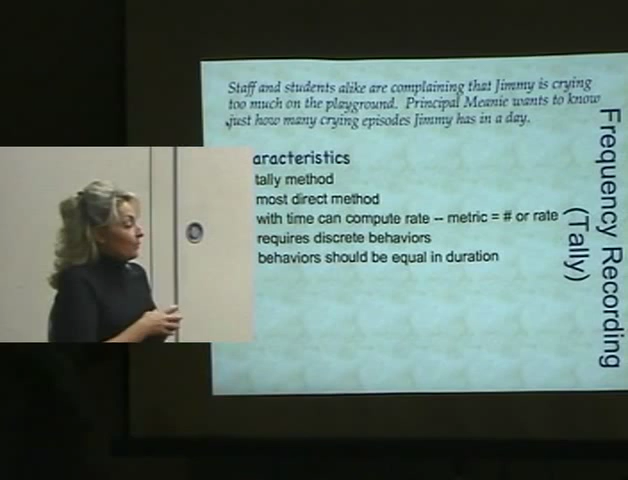 Staff and students alike are complaining that Jimmy is crying
too much on the playground. Principal Meanie wants to know
just how many crying episodes Jimmy has in a day.
aracteristics
tally method
most direct method
with time can compute rate -- metric = # or rate
requires discrete behaviors
behaviors should be equal in duration
Frequency Recording
(Tally)